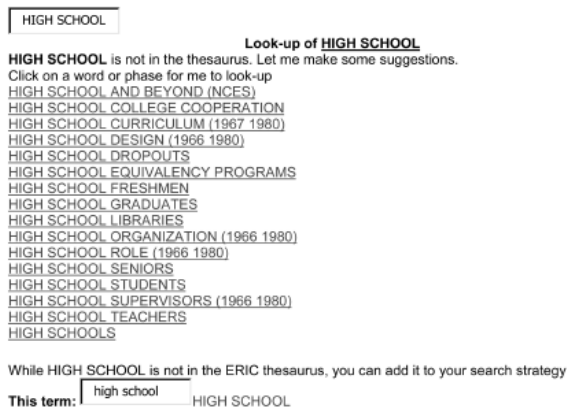 HIGH SCHOOL
Look-up of HIGH SCHOOL
HIGH SCHOOL is not in the thesaurus. Let me make some suggestions.
Click on a word or phase for me to look-up
HIGH SCHOOL AND BEYOND (NCES)
HIGH SCHOOL COLLEGE COOPERATION
HIGH SCHOOL CURRICULUM (1967 1980)
HIGH SCHOOL DESIGN (1966 1980)
HIGH SCHOOL DROPOUTS
HIGH SCHOOL EQUIVALENCY PROGRAMS
HIGH SCHOOL FRESHMEN
HIGH SCHOOL GRADUATES
HIGH SCHOOL LIBRARIES
HIGH SCHOOL ORGANIZATION (1966 1980)
HIGH SCHOOL ROLE (1966 1980)
HIGH SCHOOL SENIORS
HIGH SCHOOL STUDENTS
HIGH SCHOOL SUPERVISORS (1966 1980)
HIGH SCHOOL TEACHERS
HIGH SCHOOLS
While HIGH SCHOOL is not in the ERIC thesaurus, you can add it to your search strategy
This term: high school HIGH SCHOOL